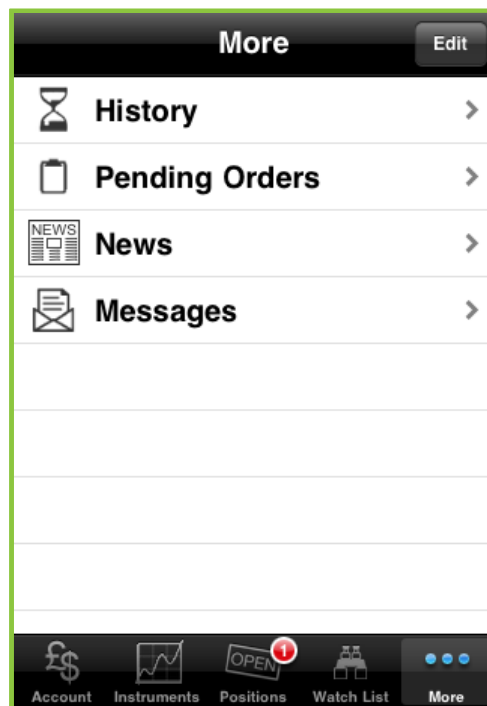 More
Edit
History
Pending Orders
NEWS
News
Messages
£$
OPEN
1
Account
Instruments
Positions
Watch List
More